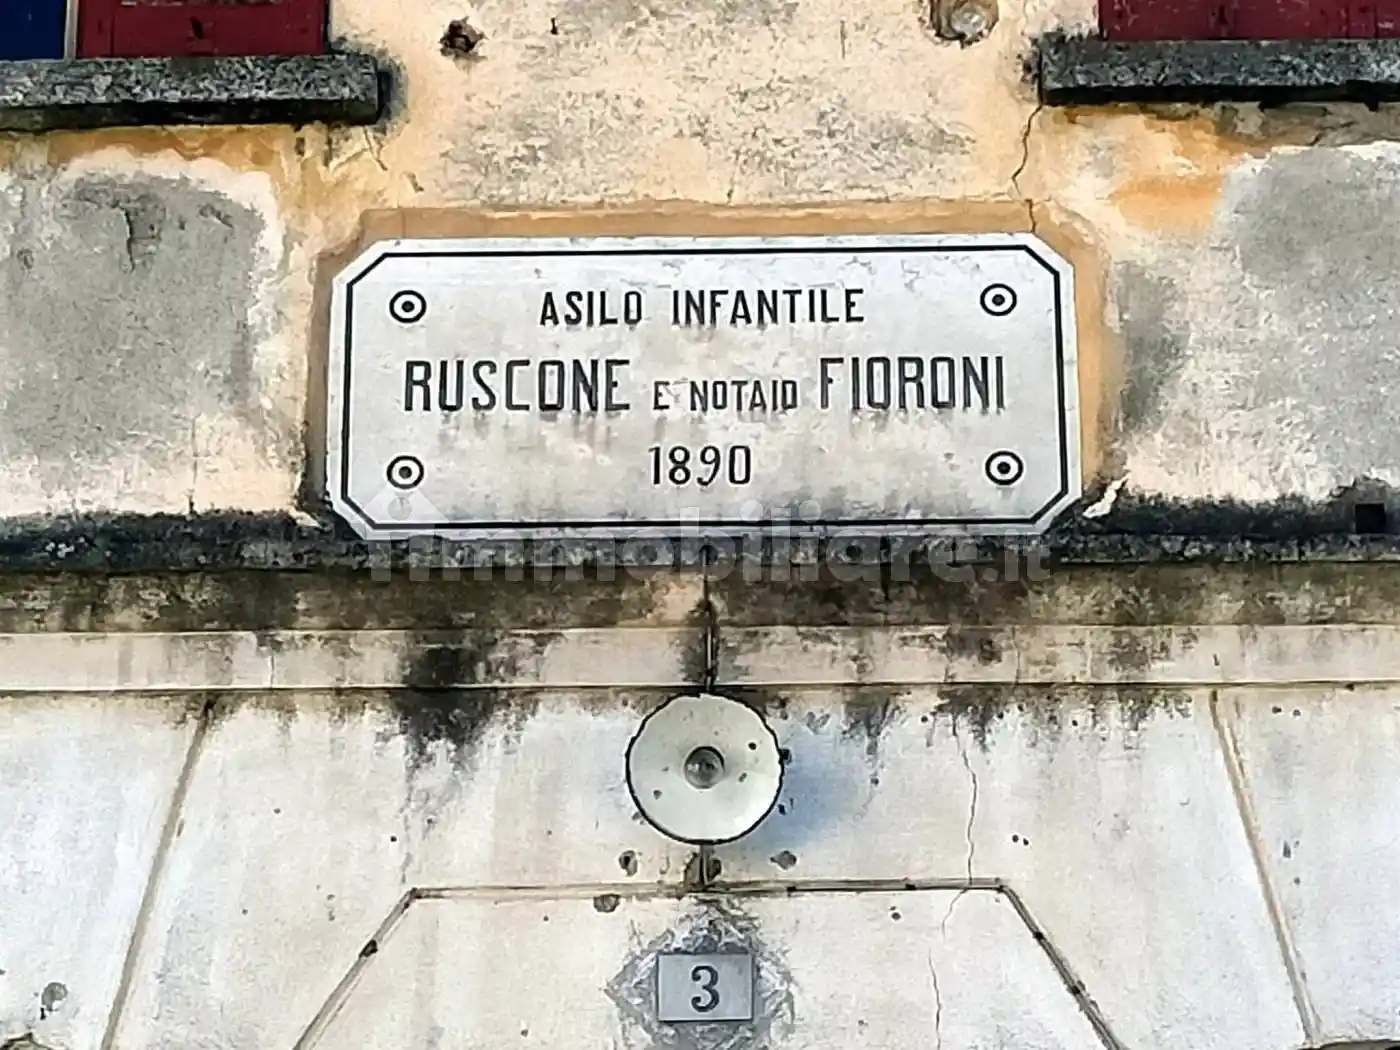 ASILO INFANTILE
RUSCONE E NOTAIO FIORONI
1890
immobiliare.it
3